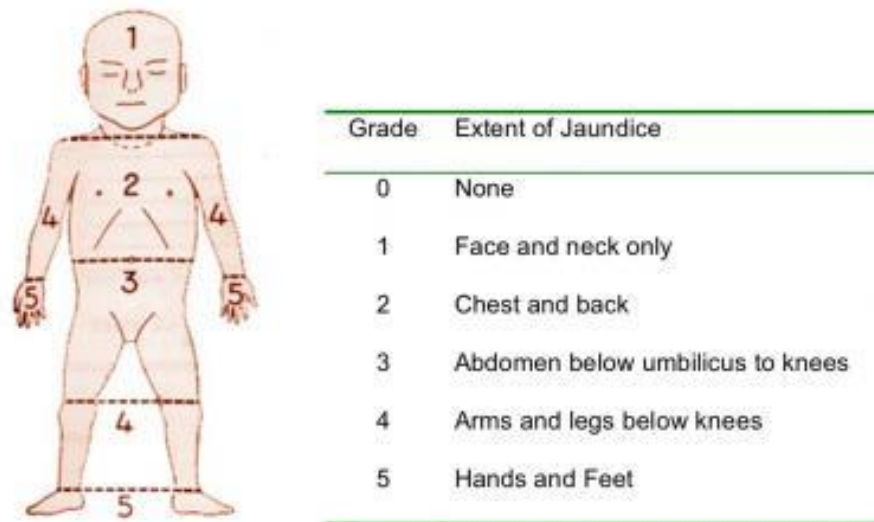 1
2
4
4
3
5
5
4
5
Grade Extent of Jaundice
0 None
1 Face and neck only
2 Chest and back
3 Abdomen below umbilicus to knees
4 Arms and legs below knees
5 Hands and Feet